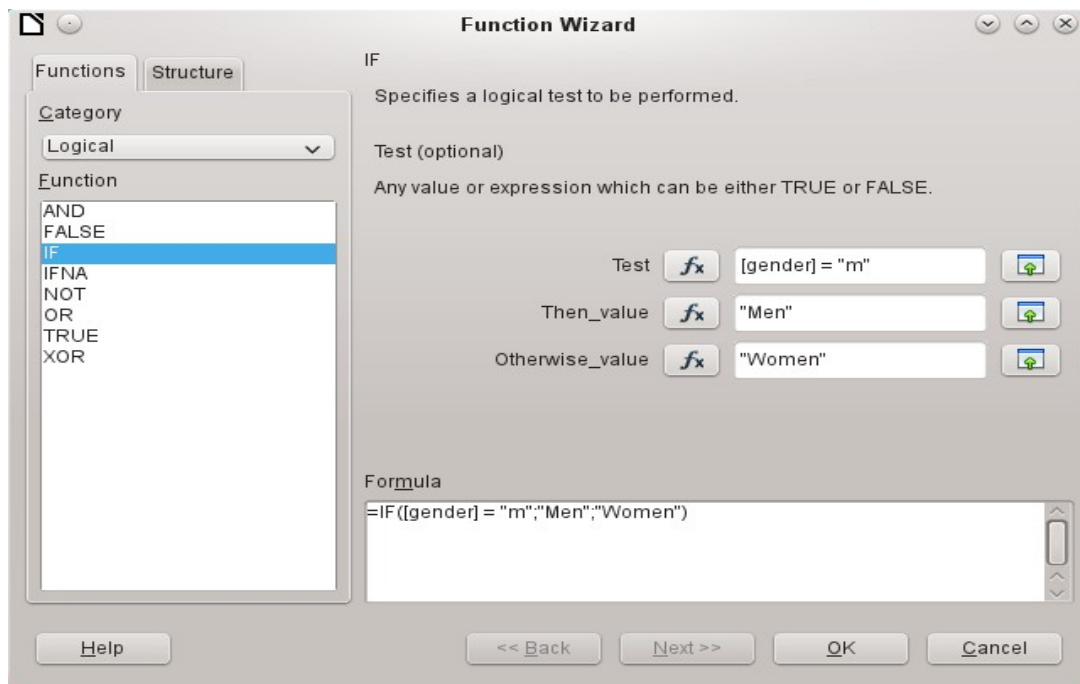 Function Wizard
Functions
Structure
Category
Logical
Function
AND
FALSE
IF
IFNA
NOT
OR
TRUE
XOR
IF
Specifies a logical test to be performed.
Test (optional)
Any value or expression which can be either TRUE or FALSE.
Test fx [gender] = "m"
Then_value fx "Men"
Otherwise_value fx "Women"
Formula
=IF([gender] = "m";"Men";"Women")
Help
<< Back
Next >>
OK
Cancel